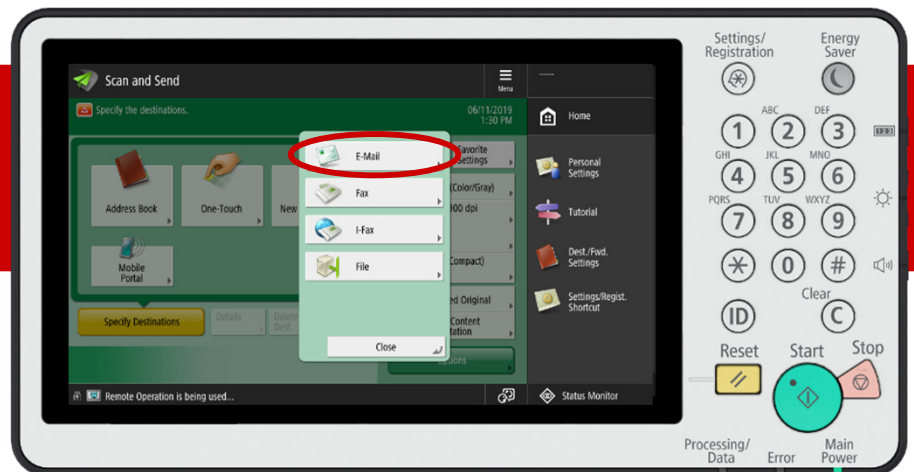 Settings/
Registration
Energy
Saver
Scan and Send
Menu
-----
Specify the destinations.
06/11/2019
1:30 PM
Home
E-Mail
Favorite
Settings
Personal
Settings
Address Book
One-Touch
New
Fax
(Color/Gray)
300 dpi
Tutorial
I-Fax
Mobile
Portal
File
Compact)
Dest./Fwd.
Settings
Specify Destinations
Details
Delete
Dest.
ed Original
Content
tation
Settings/Regist.
Shortcut
Close
ptions
Remote Operation is being used...
Status Monitor
1
ABC
2
DEF
3
GHI
4
JKL
5
MNO
6
PQRS
7
TUV
8
WXYZ
9
0
#
Clear
ID
C
Reset
Start
Stop
Processing/
Data
Error
Main
Power